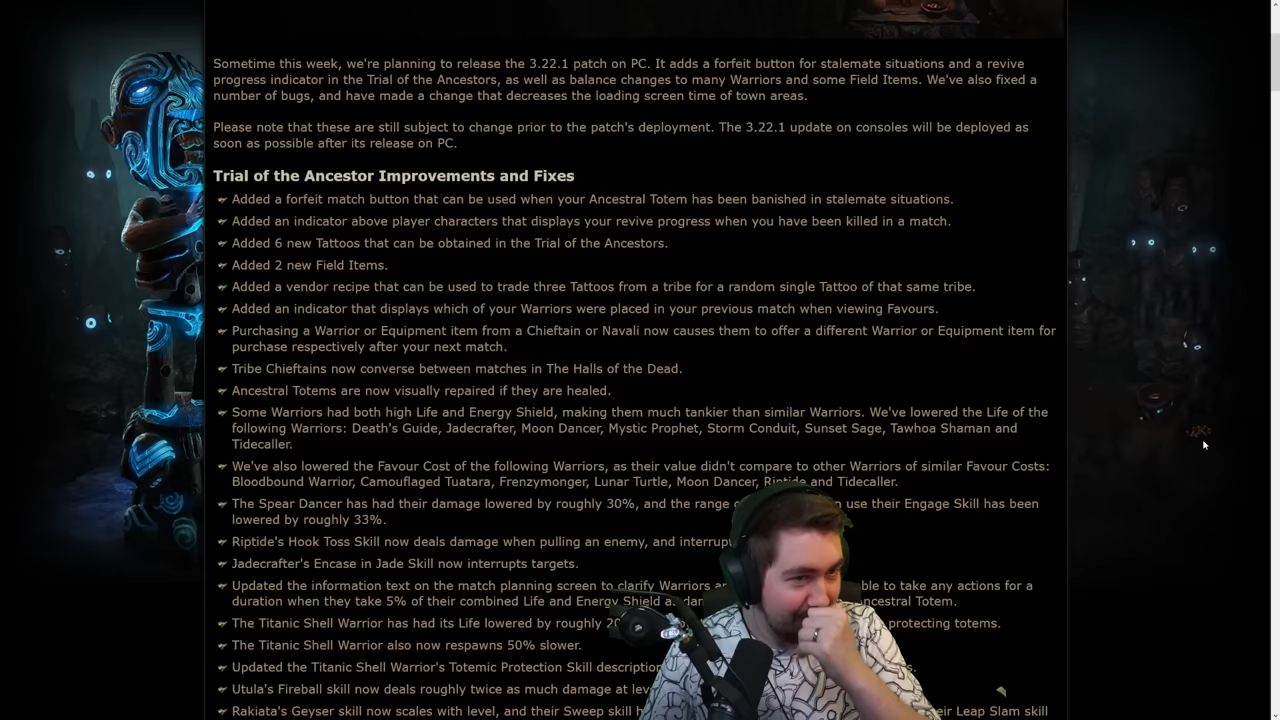 Sometime this week, we're planning to release the 3.22.1 patch on PC. It adds a forfeit button for stalemate situations and a revive
progress indicator in the Trial of the Ancestors, as well as balance changes to many Warriors and some Field Items. We've also fixed a
number of bugs, and have made a change that decreases the loading screen time of town areas.
Please note that these are still subject to change prior to the patch's deployment. The 3.22.1 update on consoles will be deployed as
soon as possible after its release on PC.
Trial of the Ancestor Improvements and Fixes
Added a forfeit match button that can be used when your Ancestral Totem has been banished in stalemate situations.
Added an indicator above player characters that displays your revive progress when you have been killed in a match.
Added 6 new Tattoos that can be obtained in the Trial of the Ancestors.
Added 2 new Field Items.
Added a vendor recipe that can be used to trade three Tattoos from a tribe for a random single Tattoo of that same tribe.
Added an indicator that displays which of your Warriors were placed in your previous match when viewing Favours.
Purchasing a Warrior or Equipment item from a Chieftain or Navali now causes them to offer a different Warrior or Equipment item for
purchase respectively after your next match.
Tribe Chieftains now converse between matches in The Halls of the Dead.
Ancestral Totems are now visually repaired if they are healed.
Some Warriors had both high Life and Energy Shield, making them much tankier than similar Warriors. We've lowered the Life of the
following Warriors: Death's Guide, Jadecrafter, Moon Dancer, Mystic Prophet, Storm Conduit, Sunset Sage, Tawhoa Shaman and
Tidecaller.
We've also lowered the Favour Cost of the following Warriors, as their value didn't compare to other Warriors of similar Favour Costs:
Bloodbound Warrior, Camouflaged Tuatara, Frenzymonger, Lunar Turtle, Moon Dancer, Riptide and Tidecaller.
The Spear Dancer has had their damage lowered by roughly 30%, and the range use their Engage Skill has been
lowered by roughly 33%.
Riptide's Hook Toss Skill now deals damage when pulling an enemy, and
Jadecrafter's Encase in Jade Skill now interrupts targets.
Updated the information text on the match planning screen to clarify Warriors to take any actions for a
duration when they take 5% of their combined Life and Energy Shield Totem.
The Titanic Shell Warrior has had its Life lowered by roughly protecting totems.
The Titanic Shell Warrior also now respawns 50% slower.
Updated the Titanic Shell Warrior's Totemic Protection Skill
Utula's Fireball skill now deals roughly twice as much damage at
Rakiata's Geyser skill now scales with level, and their Sweep skill Leap Slam skill